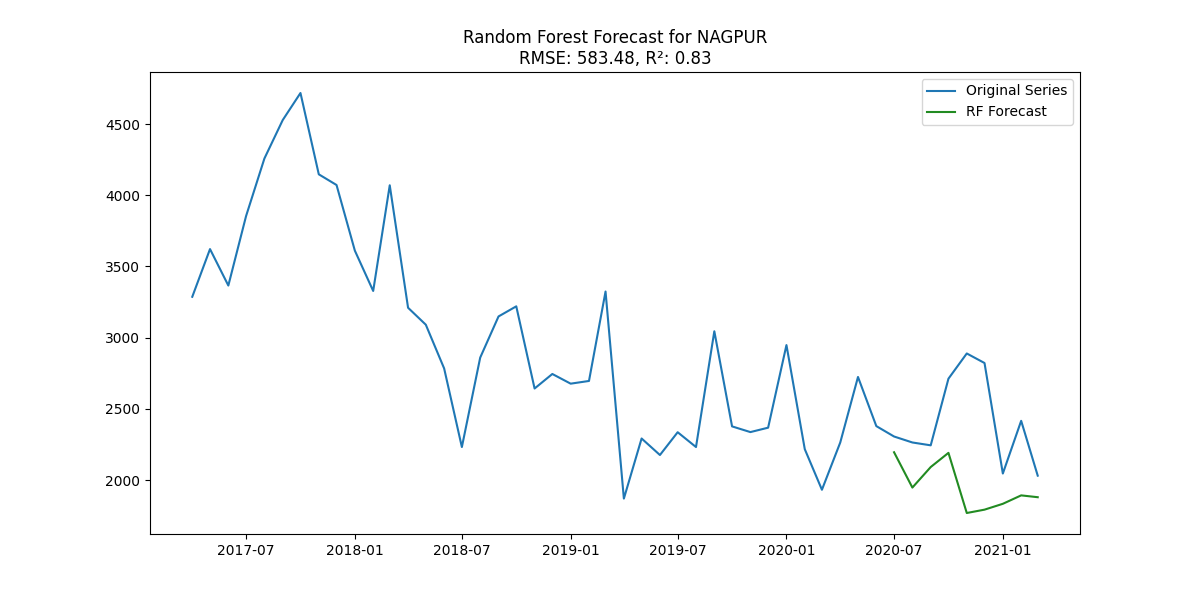 Random Forest Forecast for NAGPUR
RMSE: 583.48, R²: 0.83
Original Series
RF Forecast
4500
4000
3500
3000
2500
2000
2017-07 2018-01 2018-07 2019-01 2019-07 2020-01 2020-07 2021-01